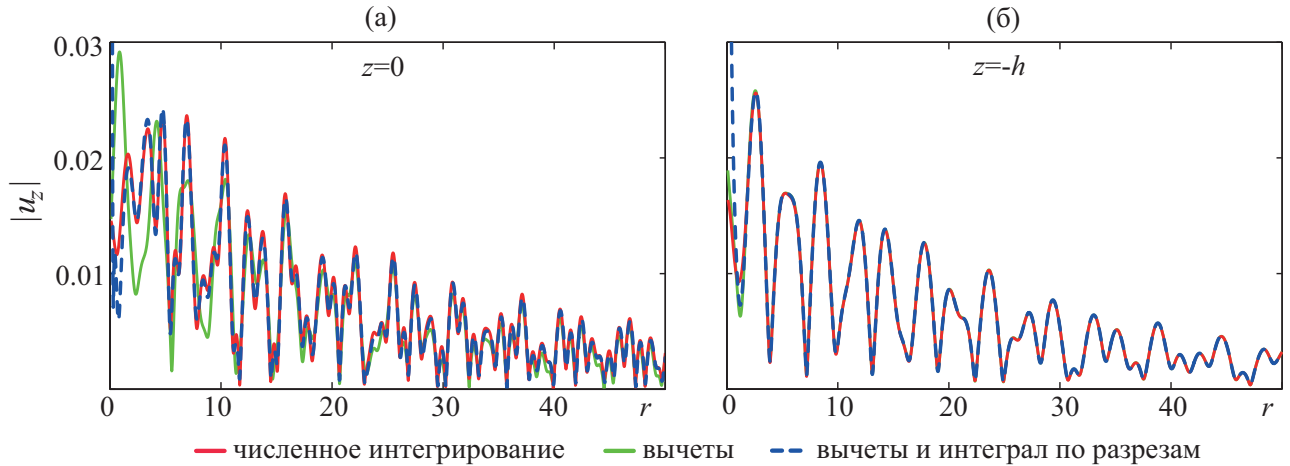 (а)
(б)
z=0
z=-h
|u_z|
0.03
0.02
0.01
0 10 20 30 40 r
0 10 20 30 40 r
численное интегрирование вычеты вычеты и интеграл по разрезам